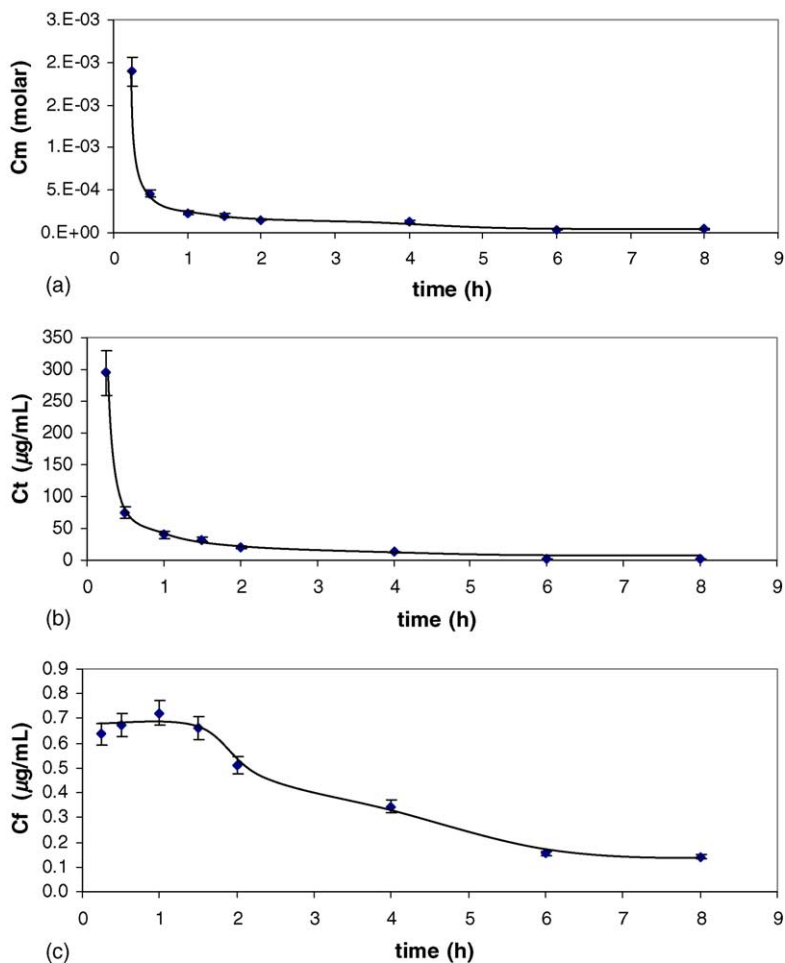 3.E-03
2.E-03
2.E-03
1.E-03
5.E-04
0.E+00
Cm (molar)
0 1 2 3 4 5 6 7 8 9
(a) time (h)
350
300
250
200
150
100
50
0
Ct (µg/mL)
0 1 2 3 4 5 6 7 8 9
(b) time (h)
0.9
0.8
0.7
0.6
0.5
0.4
0.3
0.2
0.1
0.0
Cf (µg/mL)
0 1 2 3 4 5 6 7 8 9
(c) time (h)